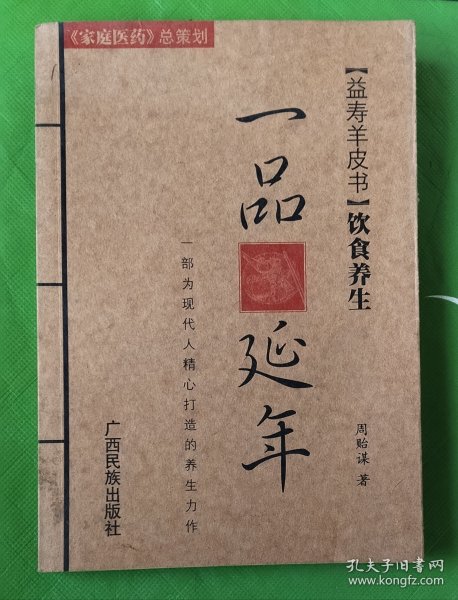 《家庭医药》总策划
【益寿羊皮书】饮食养生
一品延年
一部为现代人精心打造的养生力作
周贻谋 著
广西民族出版社
孔夫子旧书网
www.kongfz.com